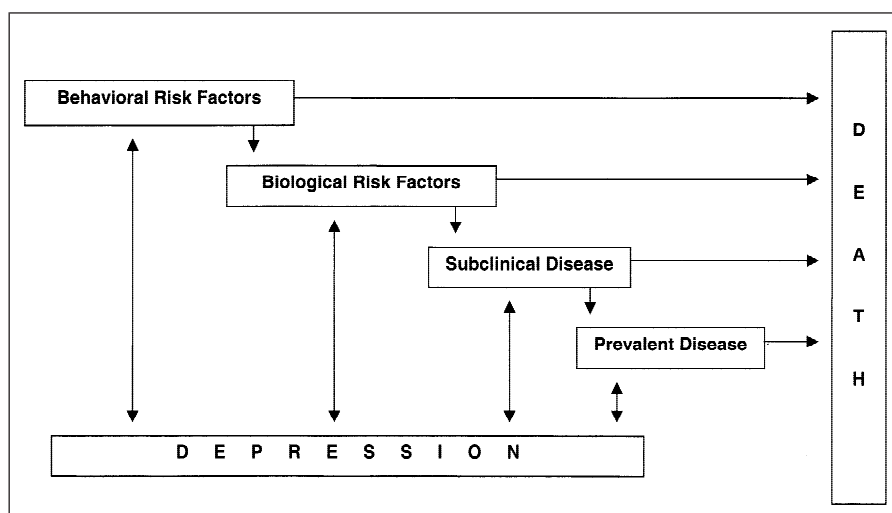 Behavioral Risk Factors
Biological Risk Factors
Subclinical Disease
Prevalent Disease
D E P R E S S I O N
D
E
A
T
H